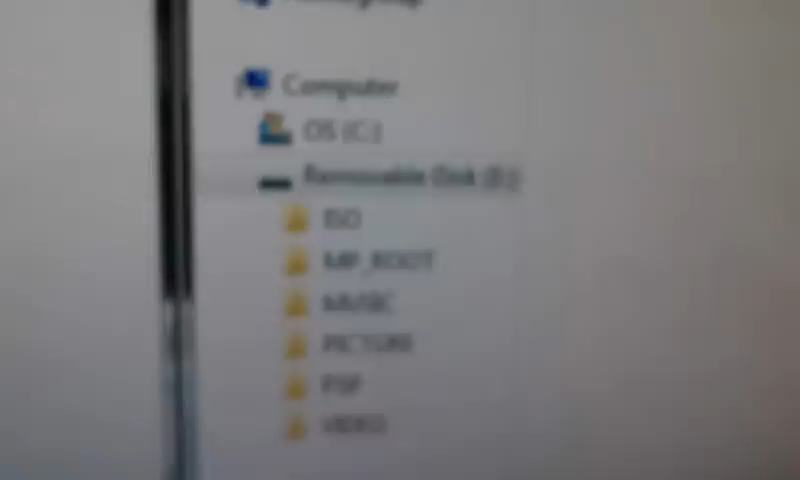 Computer
OS (C:)
Removable Disk (E:)
ISO
MP_ROOT
MUSIC
PICTURE
PSP
VIDEO